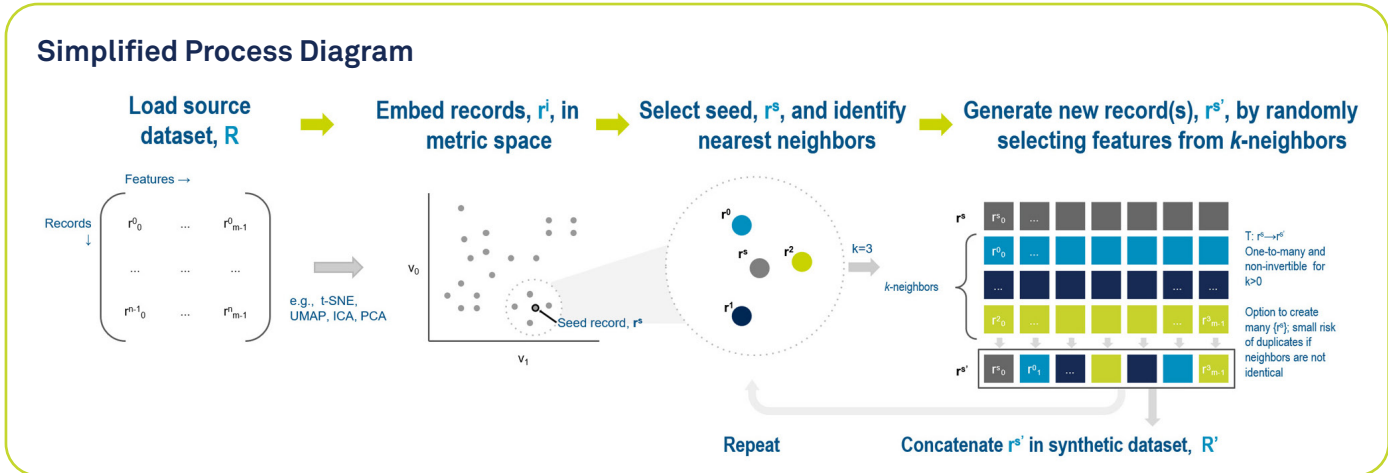 Simplified Process Diagram
Load source
dataset, R
Embed records, rⁱ, in
metric space
Select seed, rˢ, and identify
nearest neighbors
Generate new record(s), rˢ', by randomly
selecting features from k-neighbors
Features →
Records
↓
r⁰₀ ... r⁰ₘ₋₁
... ... ...
rⁿ⁻¹₀ ... rⁿₘ₋₁
e.g., t-SNE,
UMAP, ICA, PCA
v₀
v₁
Seed record, rˢ
r⁰
rˢ
r²
r¹
k=3
k-neighbors
rˢ
rˢ₀ ...
r⁰₀ ...
... ... ... ...
r²₀ ... ... r³ₘ₋₁
rˢ'
rˢ₀ r⁰₁ ... r³ₘ₋₁
T: rˢ→rˢ'
One-to-many and
non-invertible for
k>0
Option to create
many {rˢ}; small risk
of duplicates if
neighbors are not
identical
Repeat
Concatenate rˢ' in synthetic dataset, R'